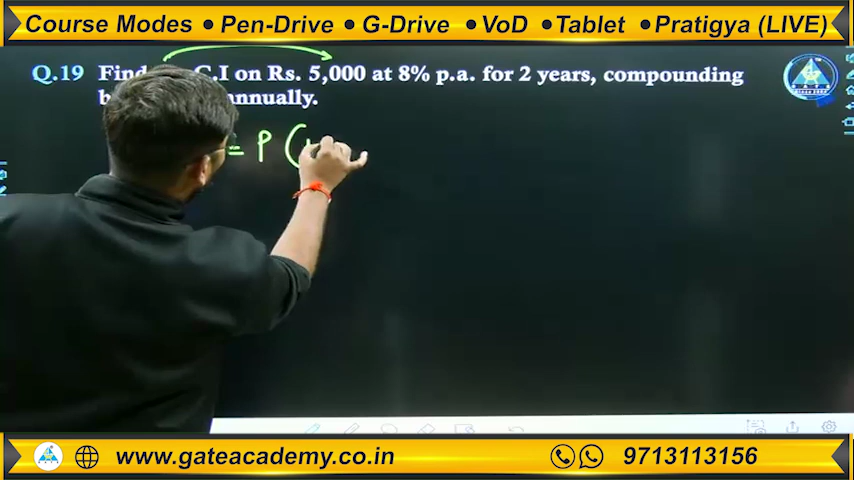 Course Modes • Pen-Drive • G-Drive • VoD • Tablet • Pratigya (LIVE)
Q.19 Find C.I on Rs. 5,000 at 8% p.a. for 2 years, compounding
annually.
= P (
www.gateacademy.co.in 9713113156